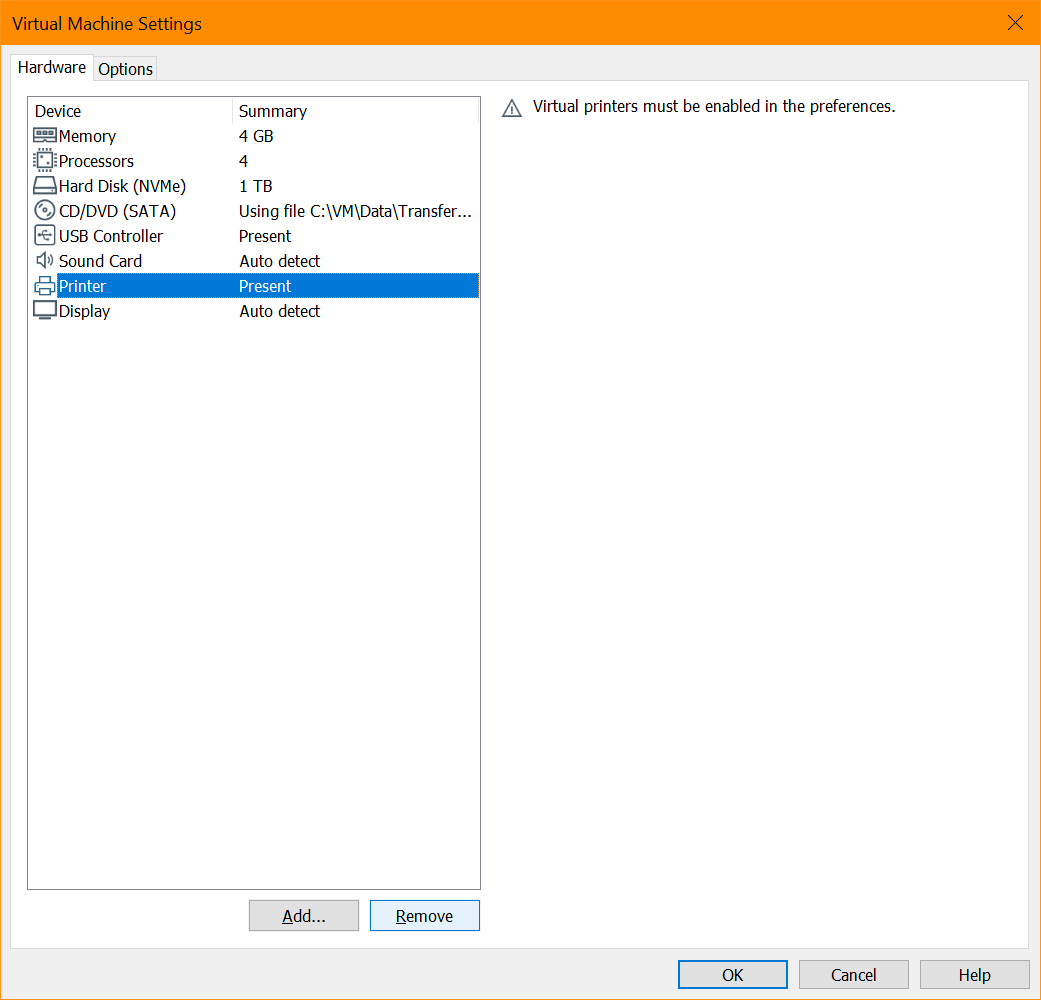 Virtual Machine Settings
Hardware Options
Device Summary
Memory 4 GB
Processors 4
Hard Disk (NVMe) 1 TB
CD/DVD (SATA) Using file C:\VM\Data\Transfer...
USB Controller Present
Sound Card Auto detect
Printer Present
Display Auto detect
Virtual printers must be enabled in the preferences.
Add... Remove
OK Cancel Help